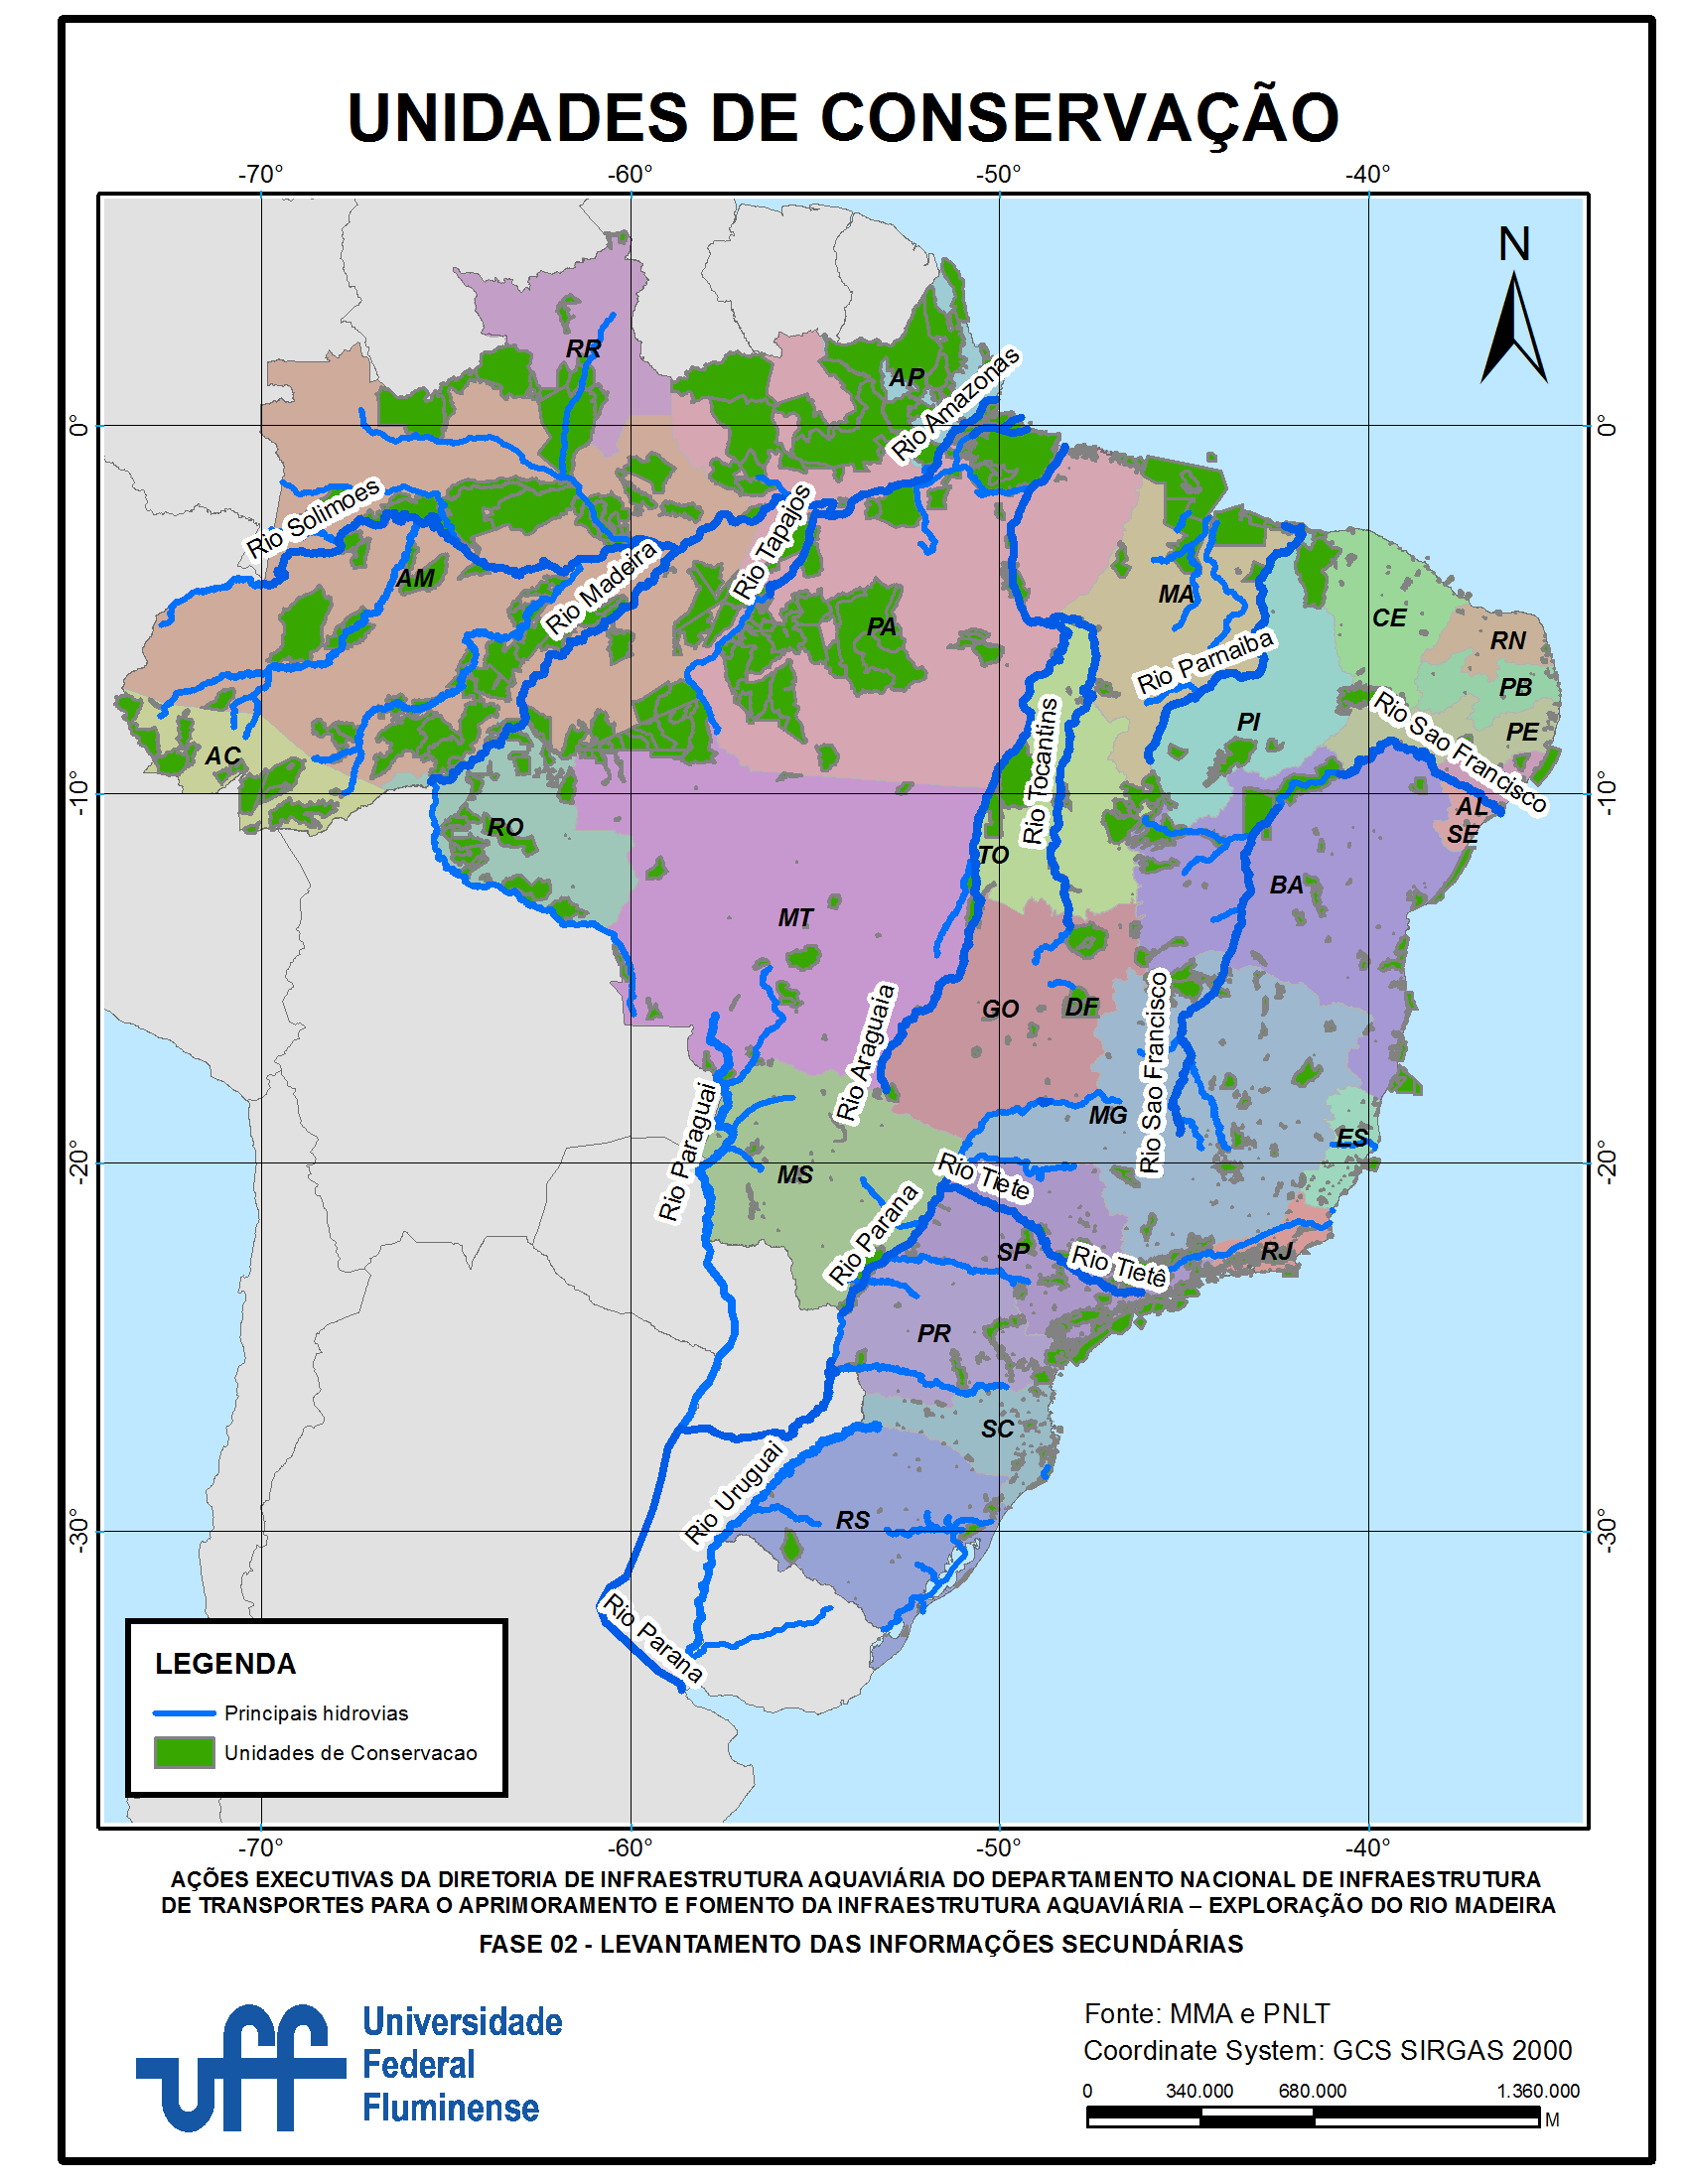 UNIDADES DE CONSERVAÇÃO
-70° -60° -50° -40°
N
RR
AP
Rio Amazonas
0° 0°
Rio Solimoes
Rio Tapajos
AM
Rio Madeira
MA
PA
CE
RN
Rio Parnaiba
PB
Rio Sao Francisco
PI
PE
AC
Rio Tocantins
-10° -10°
AL
RO
SE
TO
BA
MT
GO
DF
Rio Araguaia
Rio Sao Francisco
MG
Rio Paraguai
ES
-20° -20°
MS
Rio Tiete
Rio Parana
SP
RJ
Rio Tietê
PR
SC
Rio Uruguai
RS
-30° -30°
Rio Parana
LEGENDA
Principais hidrovias
Unidades de Conservacao
-70° -60° -50° -40°
AÇÕES EXECUTIVAS DA DIRETORIA DE INFRAESTRUTURA AQUAVIÁRIA DO DEPARTAMENTO NACIONAL DE INFRAESTRUTURA
DE TRANSPORTES PARA O APRIMORAMENTO E FOMENTO DA INFRAESTRUTURA AQUAVIÁRIA – EXPLORAÇÃO DO RIO MADEIRA
FASE 02 - LEVANTAMENTO DAS INFORMAÇÕES SECUNDÁRIAS
uff
Universidade
Federal
Fluminense
Fonte: MMA e PNLT
Coordinate System: GCS SIRGAS 2000
0 340.000 680.000 1.360.000
M